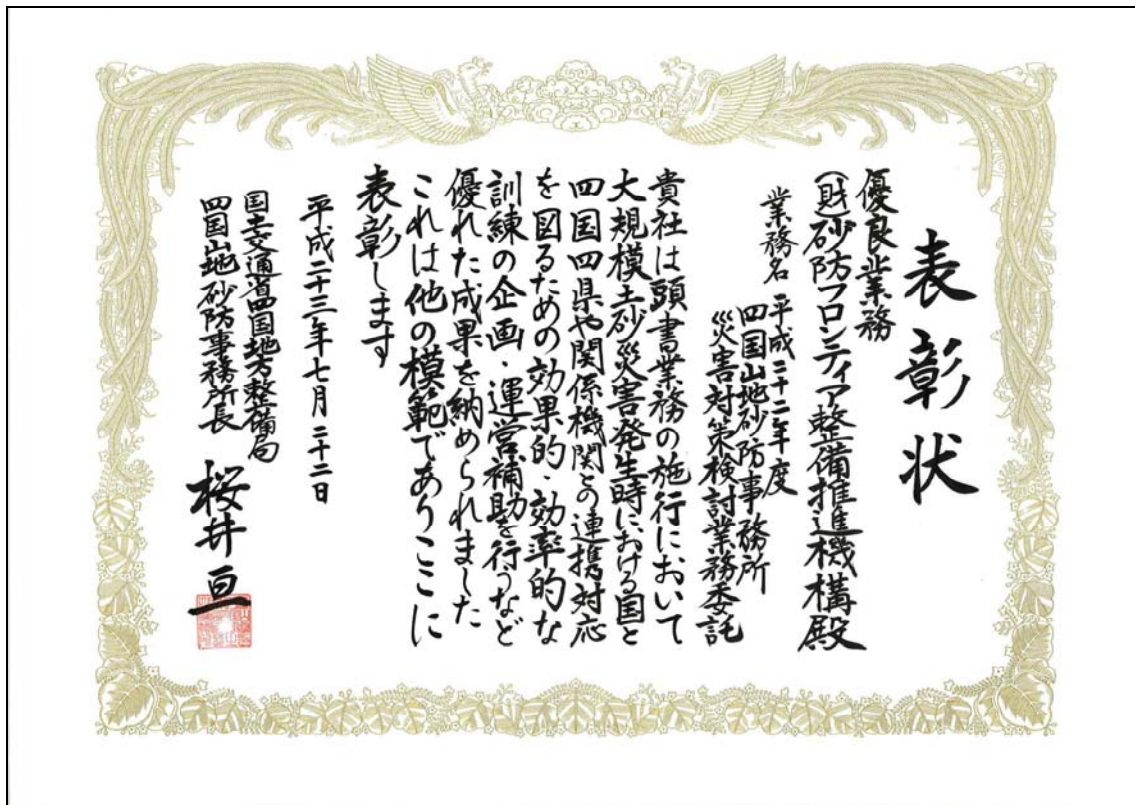 表彰状
優良業務
(財)砂防フロンティア整備推進機構殿
業務名 平成二十二年度
四国山地砂防事務所
災害対策検討業務委託
貴社は頭書業務の施行において
大規模土砂災害発生時における国と
四国四県や関係機関との連携対応
を図るための効果的・効率的な
訓練の企画・運営補助を行うなど
優れた成果を納められました
これは他の模範でありここに
表彰します
平成二十三年七月二十二日
国土交通省四国地方整備局
四国山地砂防事務所長 桜井亘